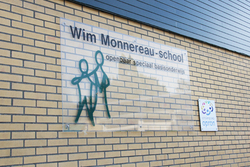 Wim Monnereau-school
openbaar speciaal basisonderwijs